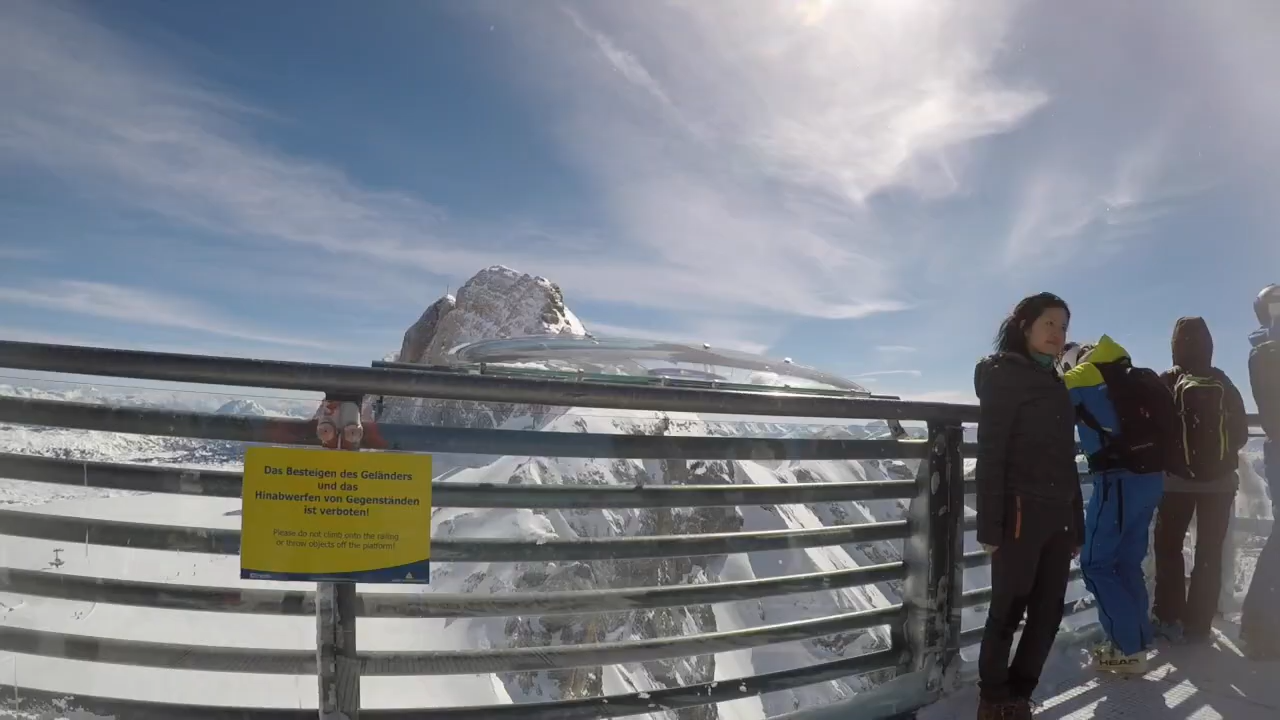 Das Besteigen des Geländers
und das
Hinabwerfen von Gegenständen
ist verboten!
Please do not climb onto the railing
or throw objects off the platform!
HEAD